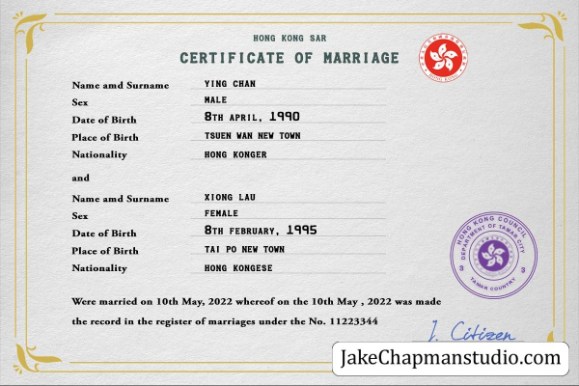 HONG KONG SAR
CERTIFICATE OF MARRIAGE
Name amd Surname YING CHAN
Sex MALE
Date of Birth 8TH APRIL, 1990
Place of Birth TSUEN WAN NEW TOWN
Nationality HONG KONGER
and
Name amd Surname XIONG LAU
Sex FEMALE
Date of Birth 8TH FEBRUARY, 1995
Place of Birth TAI PO NEW TOWN
Nationality HONG KONGESE
HONG KONG COUNCIL
DEPARTMENT OF TAMAR CITY
TAMAR COUNTRY
Were married on 10th May, 2022 whereof on the 10th May , 2022 was made
the record in the register of marriages under the No. 11223344
J. Citizen
JakeChapmanstudio.com